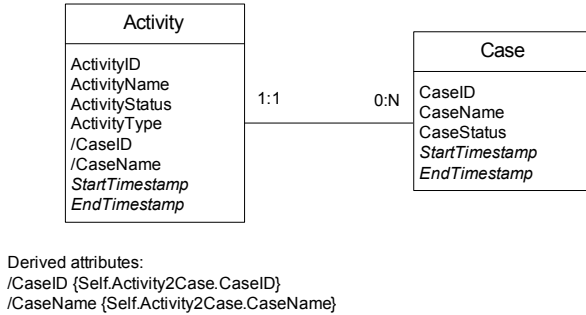 Activity
ActivityID
ActivityName
ActivityStatus
ActivityType
/CaseID
/CaseName
StartTimestamp
EndTimestamp
1:1
0:N
Case
CaseID
CaseName
CaseStatus
StartTimestamp
EndTimestamp
Derived attributes:
/CaseID {Self.Activity2Case.CaseID}
/CaseName {Self.Activity2Case.CaseName}